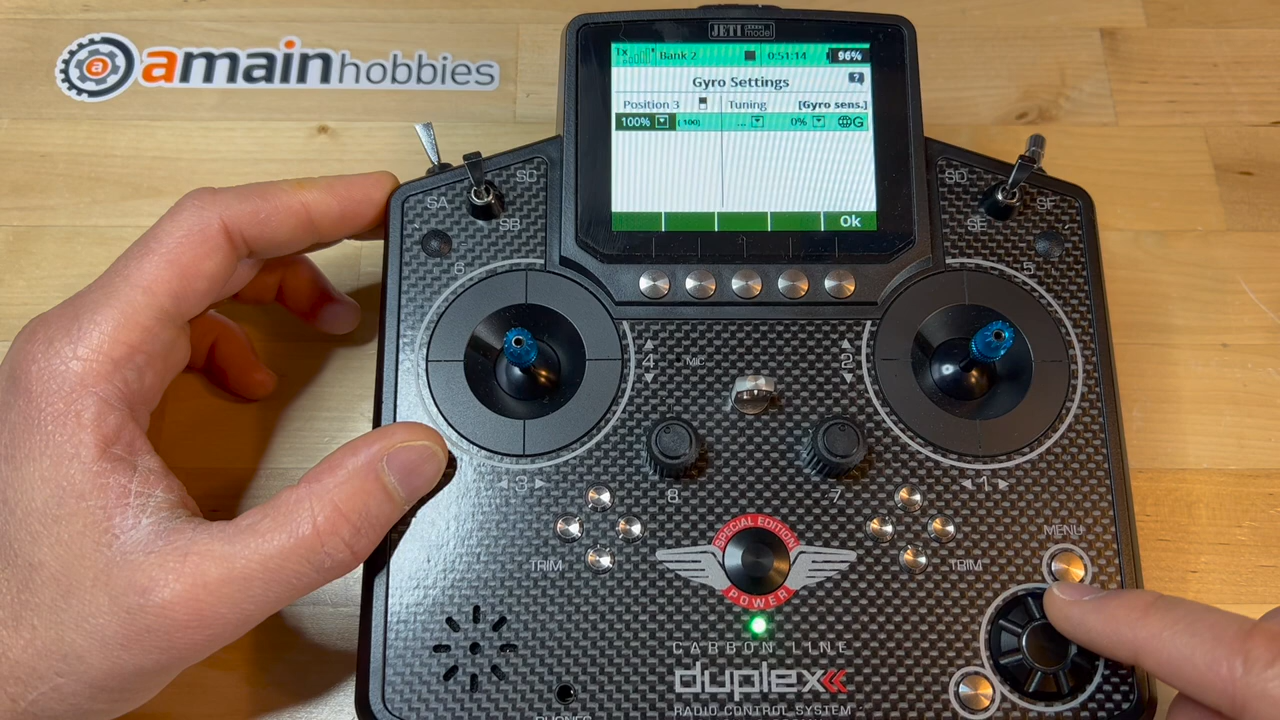 amainhobbies
JETI model
Tx Bank 2 0:51:14 96%
Gyro Settings ?
Position 3 Tuning [Gyro sens.]
100% ( 100) ... 0% G
Ok
SC
SA
SB
SD
SF
SE
6
5
4
MIC
2
3
8
7
1
SPECIAL EDITION
POWER
TRIM
TRIM
MENU
CARBON LINE
duplex
RADIO CONTROL SYSTEM